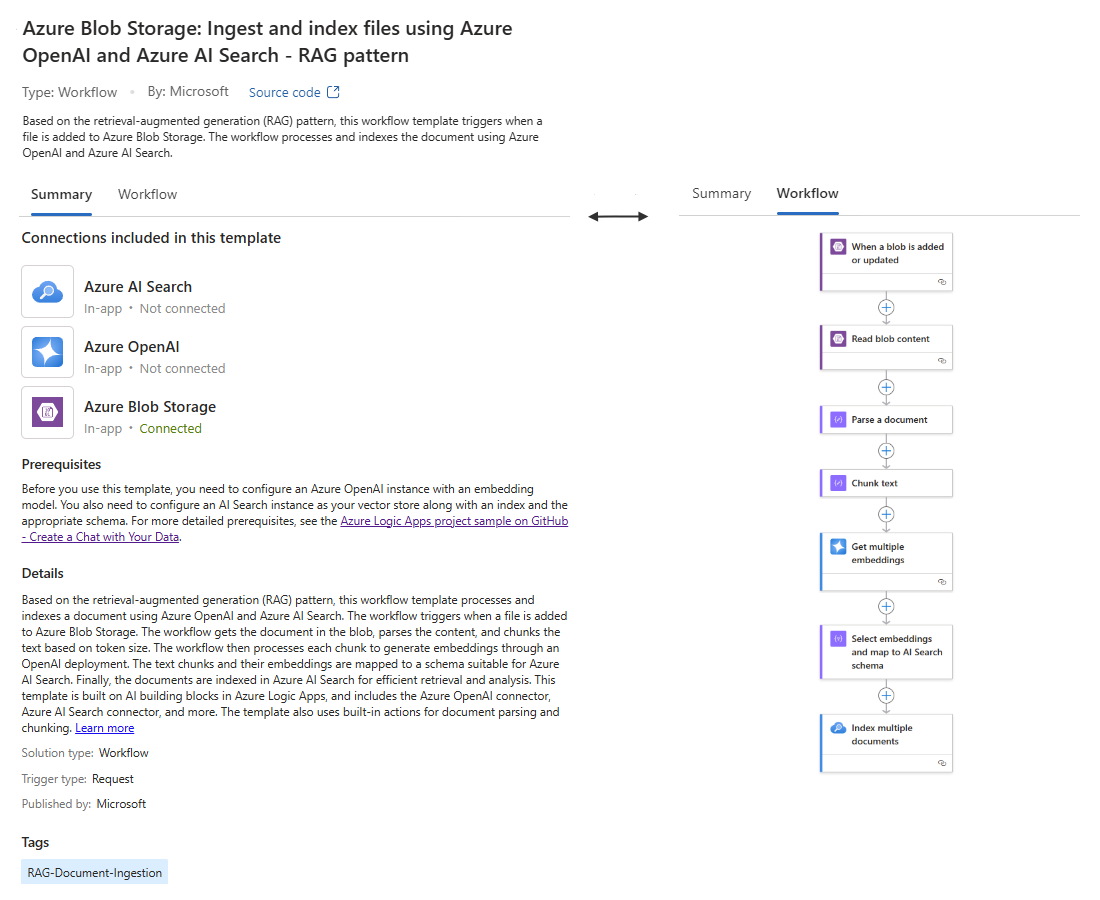 Azure Blob Storage: Ingest and index files using Azure
OpenAI and Azure AI Search - RAG pattern
Type: Workflow • By: Microsoft Source code
Based on the retrieval-augmented generation (RAG) pattern, this workflow template triggers when a
file is added to Azure Blob Storage. The workflow processes and indexes the document using Azure
OpenAI and Azure AI Search.
Summary Workflow
Connections included in this template
Azure AI Search
In-app • Not connected
Azure OpenAI
In-app • Not connected
Azure Blob Storage
In-app • Connected
Prerequisites
Before you use this template, you need to configure an Azure OpenAI instance with an embedding
model. You also need to configure an AI Search instance as your vector store along with an index and the
appropriate schema. For more detailed prerequisites, see the Azure Logic Apps project sample on GitHub
- Create a Chat with Your Data.
Details
Based on the retrieval-augmented generation (RAG) pattern, this workflow template processes and
indexes a document using Azure OpenAI and Azure AI Search. The workflow triggers when a file is added
to Azure Blob Storage. The workflow gets the document in the blob, parses the content, and chunks the
text based on token size. The workflow then processes each chunk to generate embeddings through an
OpenAI deployment. The text chunks and their embeddings are mapped to a schema suitable for Azure
AI Search. Finally, the documents are indexed in AI Search for efficient retrieval and analysis. This
template is built on AI building blocks in Azure Logic Apps, and includes the Azure OpenAI connector,
Azure AI Search connector, and more. The template also uses built-in actions for document parsing and
chunking. Learn more
Solution type: Workflow
Trigger type: Request
Published by: Microsoft
Tags
RAG-Document-Ingestion
Summary Workflow
When a blob is added
or updated
Read blob content
Parse a document
Chunk text
Get multiple
embeddings
Select embeddings
and map to AI Search
schema
Index multiple
documents